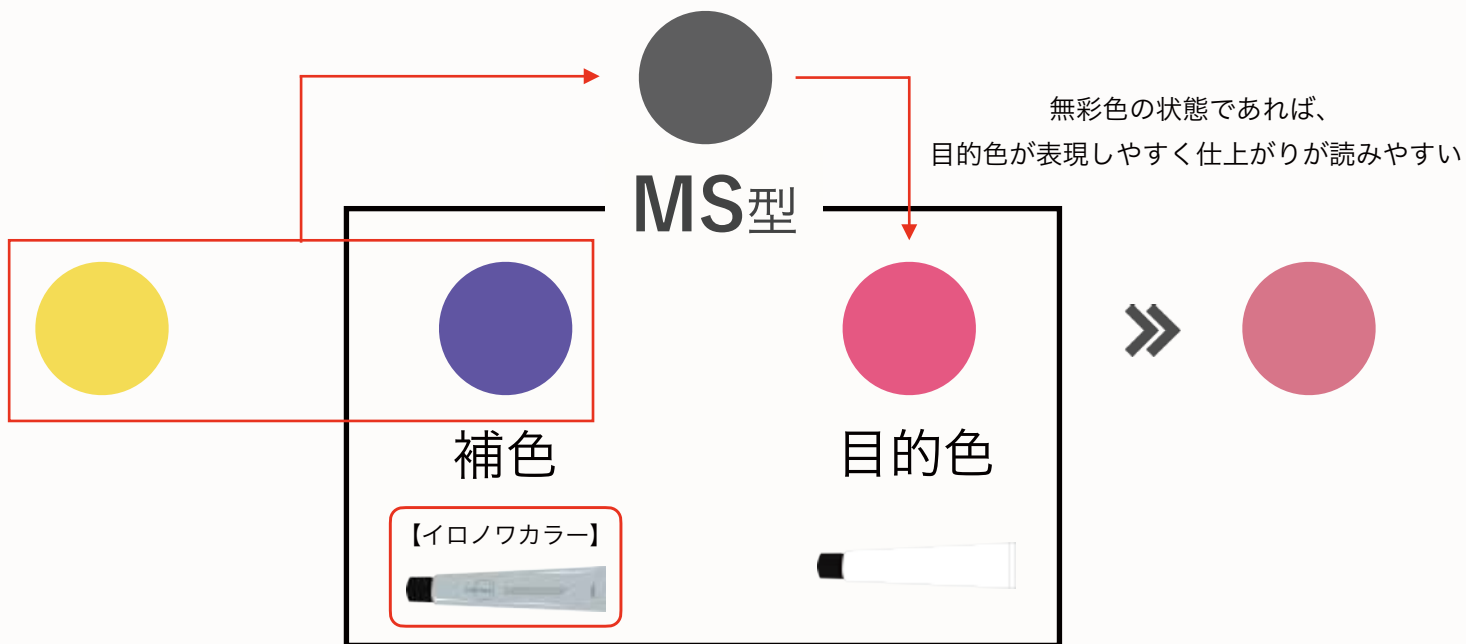 無彩色の状態であれば、
目的色が表現しやすく仕上がりが読みやすい
MS型
補色
目的色
【イロノワカラー】